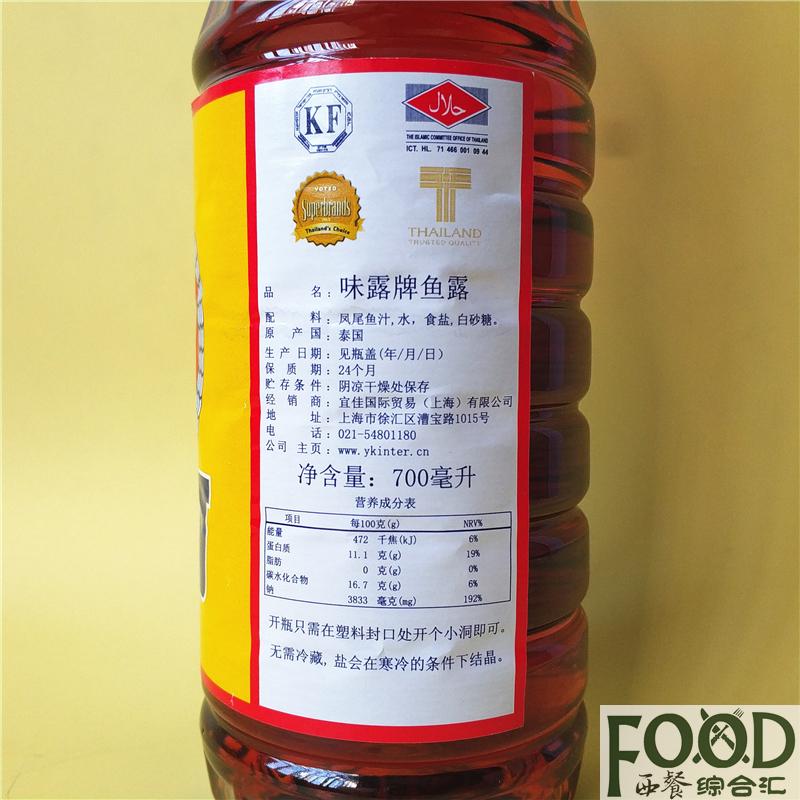 KF
حلال
THE ISLAMIC COMMITTEE OFFICE OF THAILAND
ICT. HL. 71 466 001 0 9 44
VOTED
Superbrands
Thailand's Choice
THAILAND
TRUSTED QUALITY
品 名：味露牌鱼露
配 料：凤尾鱼汁,水，食盐,白砂糖。
原 产 国：泰国
生 产 日 期：见瓶盖(年/月/日)
保 质 期：24个月
贮 存 条 件：阴凉干燥处保存
经 销 商：宜佳国际贸易（上海）有限公司
地 址：上海市徐汇区漕宝路1015号
电 话：021-54801180
公 司 主 页：www.ykinter.cn
净含量：700毫升
营养成分表
项目 每100克(g) NRV%
能量 472 千焦(kJ) 6%
蛋白质 11.1 克(g) 19%
脂肪 0 克(g) 0%
碳水化合物 16.7 克(g) 6%
钠 3833 毫克(mg) 192%
开瓶只需在塑料封口处开个小洞即可。
无需冷藏,盐会在寒冷的条件下结晶。
FOOD
西餐综合汇